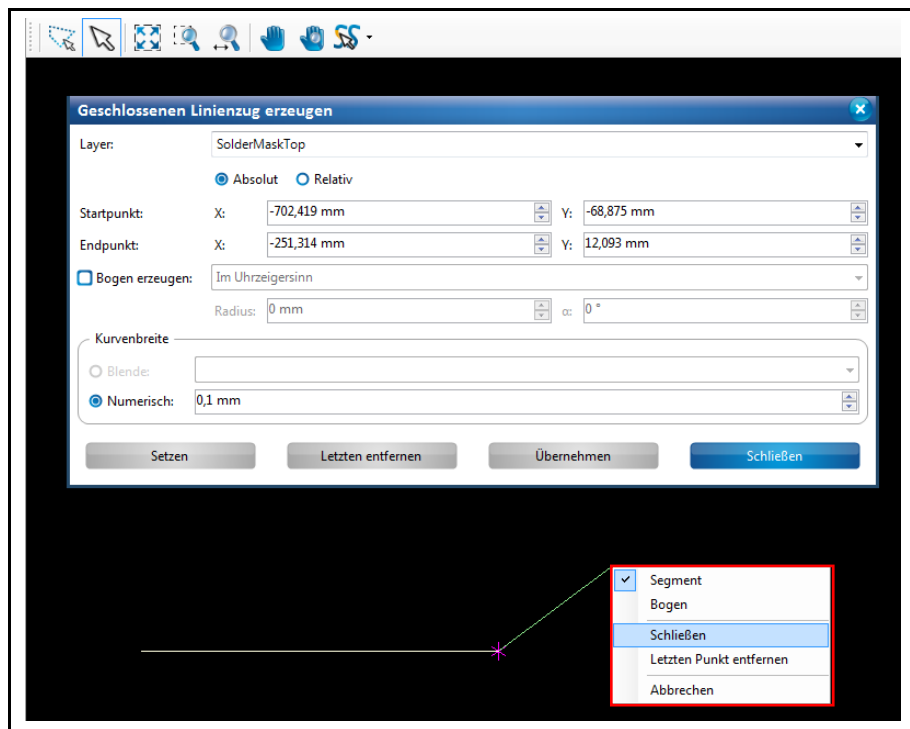 Geschlossenen Linienzug erzeugen
Layer: SolderMaskTop
Absolut Relativ
Startpunkt: X: -702,419 mm Y: -68,875 mm
Endpunkt: X: -251,314 mm Y: 12,093 mm
Bogen erzeugen: Im Uhrzeigersinn
Radius: 0 mm α: 0 °
Kurvenbreite
Blende:
Numerisch: 0,1 mm
Setzen Letzten entfernen Übernehmen Schließen
Segment
Bogen
Schließen
Letzten Punkt entfernen
Abbrechen